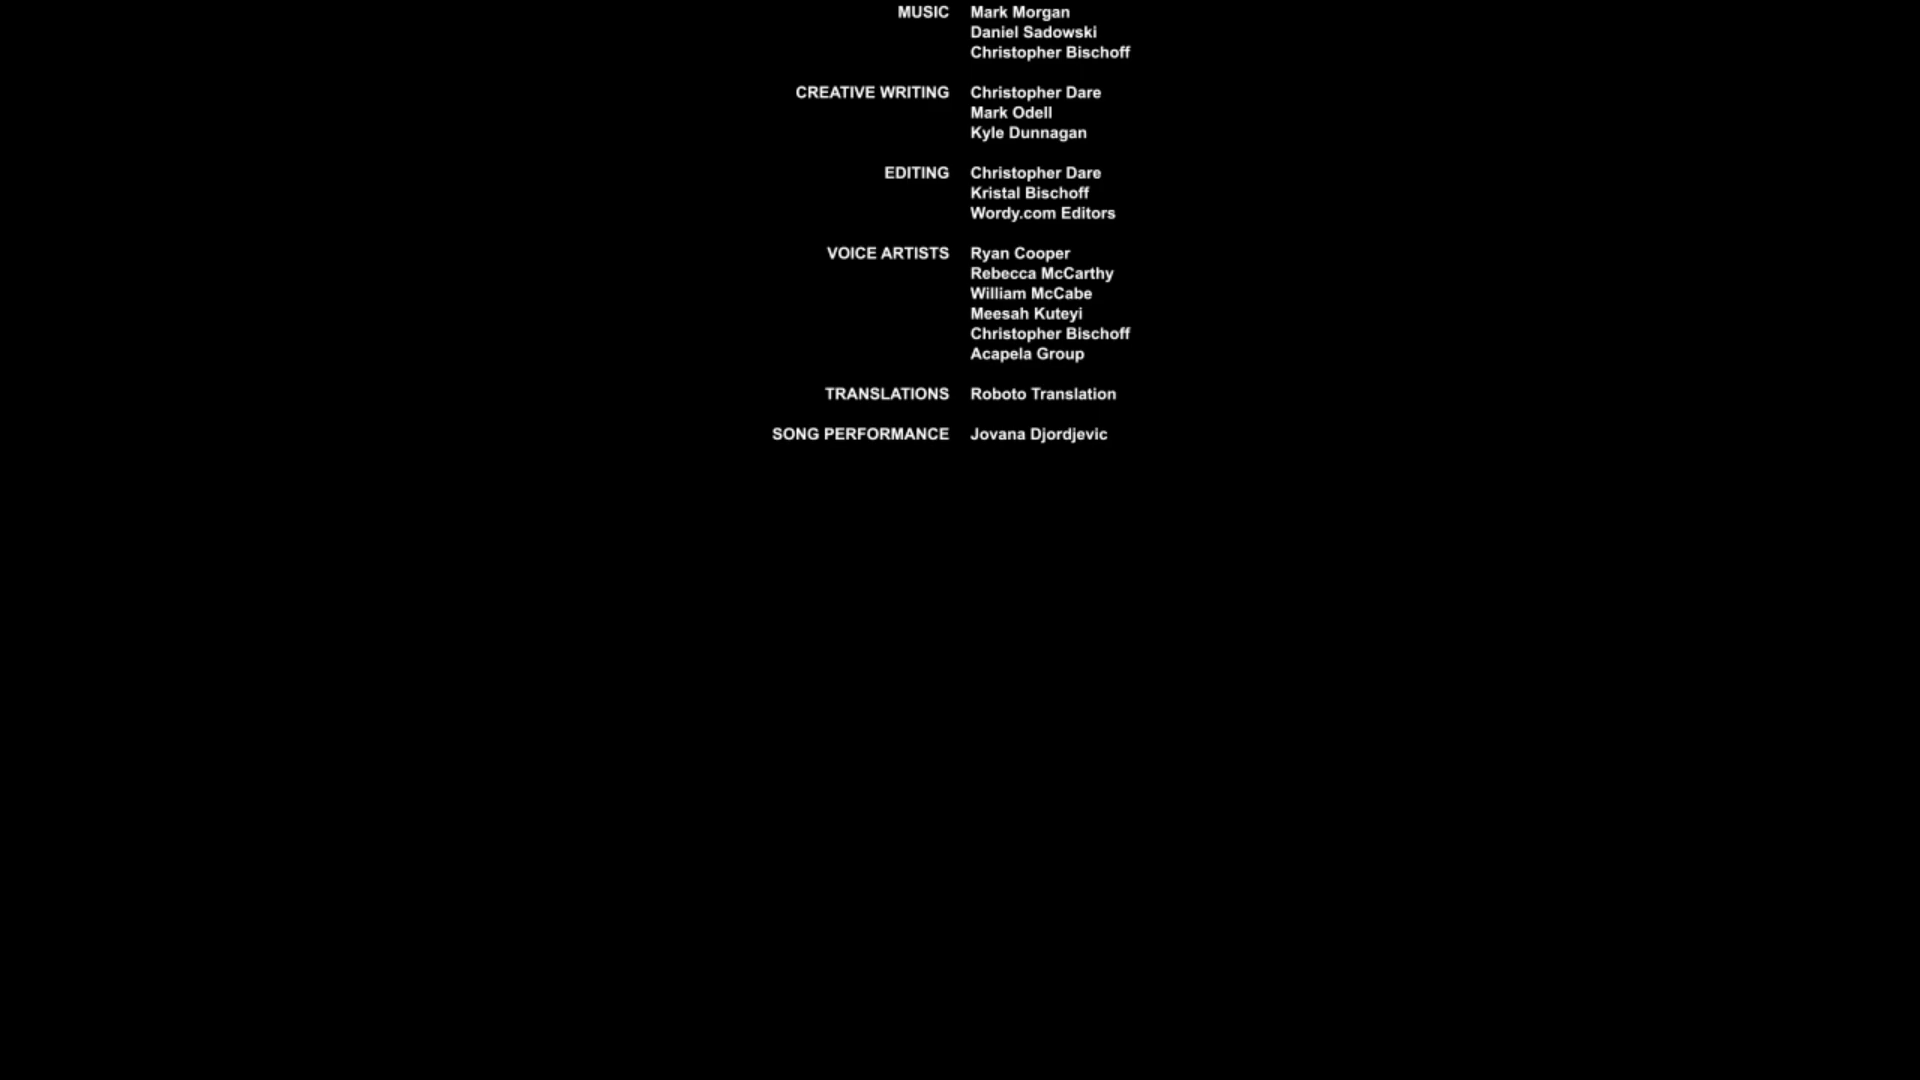 MUSIC Mark Morgan
Daniel Sadowski
Christopher Bischoff
CREATIVE WRITING Christopher Dare
Mark Odell
Kyle Dunnagan
EDITING Christopher Dare
Kristal Bischoff
Wordy.com Editors
VOICE ARTISTS Ryan Cooper
Rebecca McCarthy
William McCabe
Meesah Kuteyi
Christopher Bischoff
Acapela Group
TRANSLATIONS Roboto Translation
SONG PERFORMANCE Jovana Djordjevic